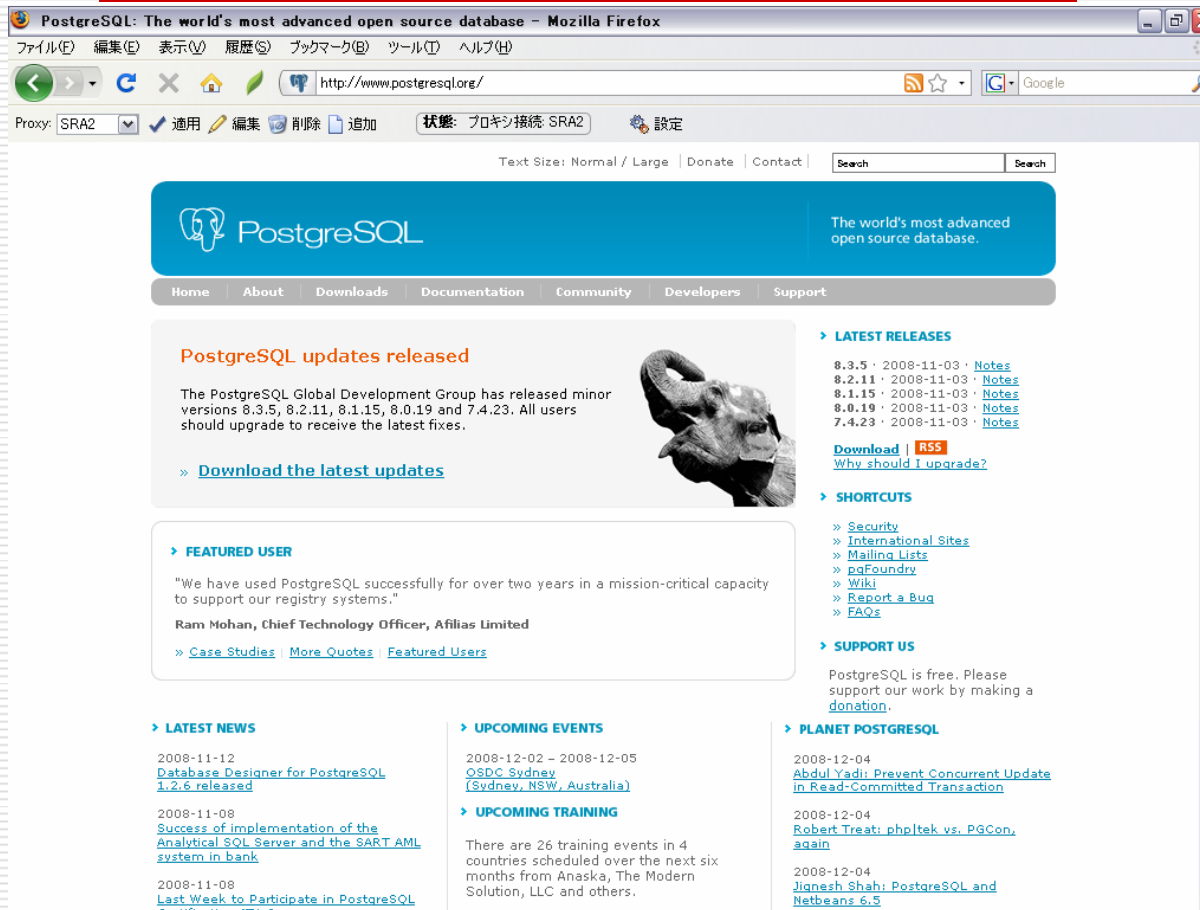 PostgreSQL: The world's most advanced open source database - Mozilla Firefox
ファイル(F) 編集(E) 表示(V) 履歴(S) ブックマーク(B) ツール(T) ヘルプ(H)
http://www.postgresql.org/
Google
Proxy: SRA2 適用 編集 削除 追加 状態: プロキシ接続: SRA2 設定
Text Size: Normal / Large | Donate | Contact |
Search Search
PostgreSQL
The world's most advanced
open source database.
Home About Downloads Documentation Community Developers Support
PostgreSQL updates released
The PostgreSQL Global Development Group has released minor
versions 8.3.5, 8.2.11, 8.1.15, 8.0.19 and 7.4.23. All users
should upgrade to receive the latest fixes.
» Download the latest updates
LATEST RELEASES
8.3.5 · 2008-11-03 · Notes
8.2.11 · 2008-11-03 · Notes
8.1.15 · 2008-11-03 · Notes
8.0.19 · 2008-11-03 · Notes
7.4.23 · 2008-11-03 · Notes
Download | RSS
Why should I upgrade?
SHORTCUTS
» Security
» International Sites
» Mailing Lists
» pgFoundry
» Wiki
» Report a Bug
» FAQs
FEATURED USER
"We have used PostgreSQL successfully for over two years in a mission-critical capacity
to support our registry systems."
Ram Mohan, Chief Technology Officer, Afilias Limited
» Case Studies | More Quotes | Featured Users
SUPPORT US
PostgreSQL is free. Please
support our work by making a
donation.
LATEST NEWS
2008-11-12
Database Designer for PostgreSQL
1.2.6 released
2008-11-08
Success of implementation of the
Analytical SQL Server and the SART AML
system in bank
2008-11-08
Last Week to Participate in PostgreSQL
UPCOMING EVENTS
2008-12-02 – 2008-12-05
OSDC Sydney
(Sydney, NSW, Australia)
UPCOMING TRAINING
There are 26 training events in 4
countries scheduled over the next six
months from Anaska, The Modern
Solution, LLC and others.
PLANET POSTGRESQL
2008-12-04
Abdul Yadi: Prevent Concurrent Update
in Read-Committed Transaction
2008-12-04
Robert Treat: php|tek vs. PGCon,
again
2008-12-04
Jignesh Shah: PostgreSQL and
Netbeans 6.5